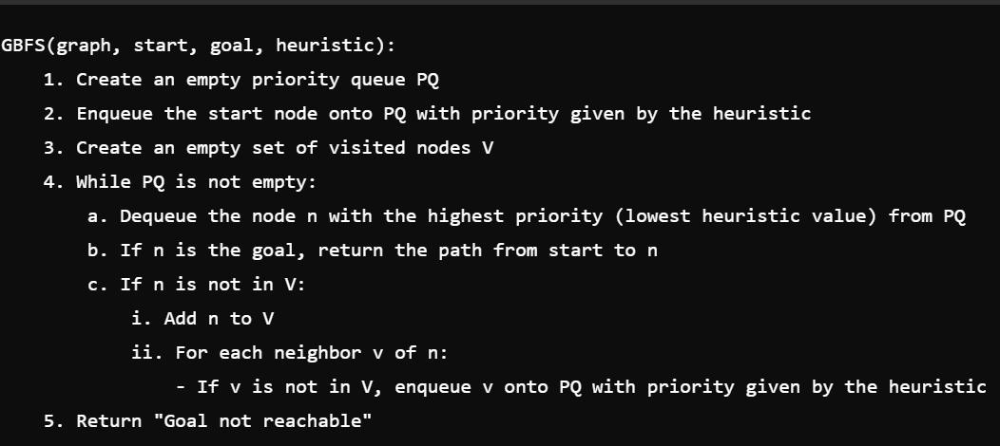 GBFS(graph, start, goal, heuristic):
1. Create an empty priority queue PQ
2. Enqueue the start node onto PQ with priority given by the heuristic
3. Create an empty set of visited nodes V
4. While PQ is not empty:
a. Dequeue the node n with the highest priority (lowest heuristic value) from PQ
b. If n is the goal, return the path from start to n
c. If n is not in V:
i. Add n to V
ii. For each neighbor v of n:
- If v is not in V, enqueue v onto PQ with priority given by the heuristic
5. Return "Goal not reachable"